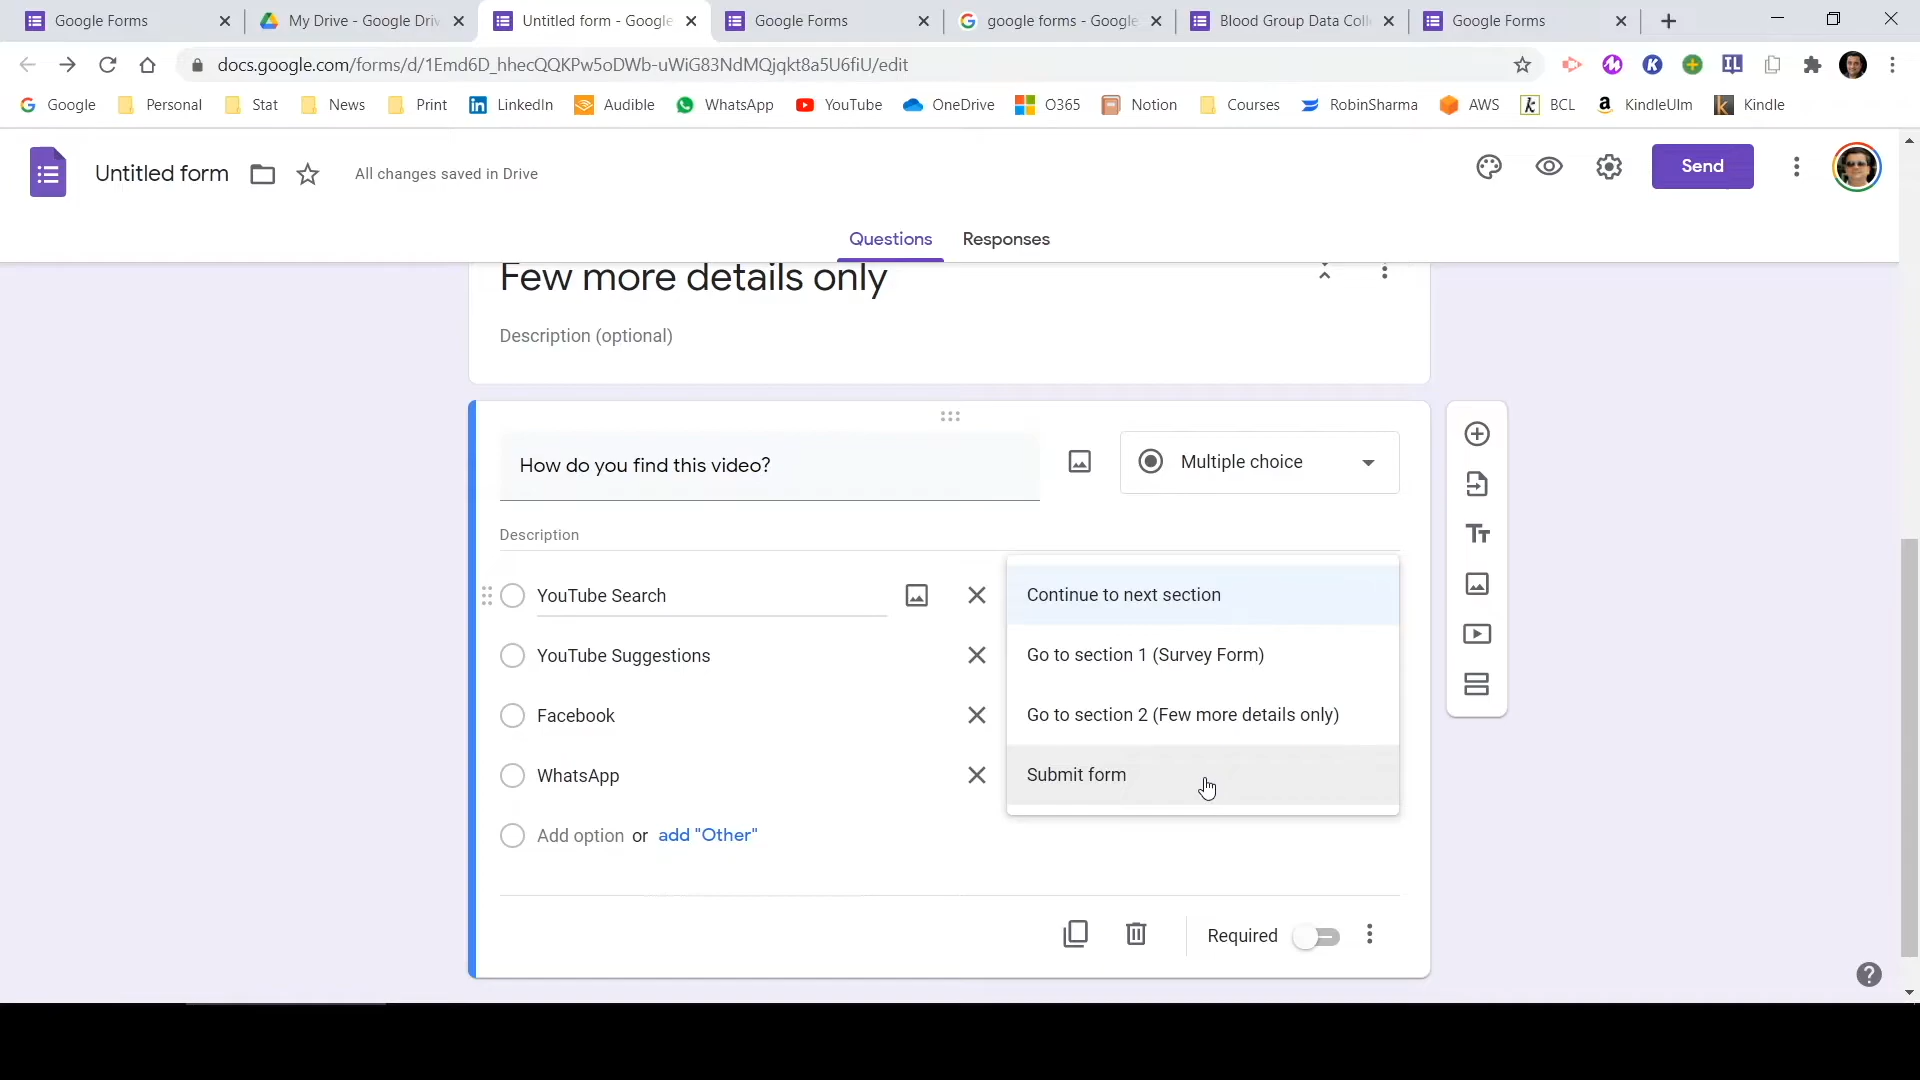 Google Forms
My Drive - Google Driv
Untitled form - Google
Google Forms
google forms - Google
Blood Group Data Coll
Google Forms
docs.google.com/forms/d/1Emd6D_hhecQQKPw5oDWb-uWiG83NdMQjqkt8a5U6fiU/edit
Google
Personal
Stat
News
Print
LinkedIn
Audible
WhatsApp
YouTube
OneDrive
O365
Notion
Courses
RobinSharma
AWS
BCL
KindleUlm
Kindle
Untitled form
All changes saved in Drive
Send
Questions
Responses
Few more details only
Description (optional)
How do you find this video?
Multiple choice
Description
YouTube Search
Continue to next section
YouTube Suggestions
Go to section 1 (Survey Form)
Facebook
Go to section 2 (Few more details only)
WhatsApp
Submit form
Add option or add "Other"
Required